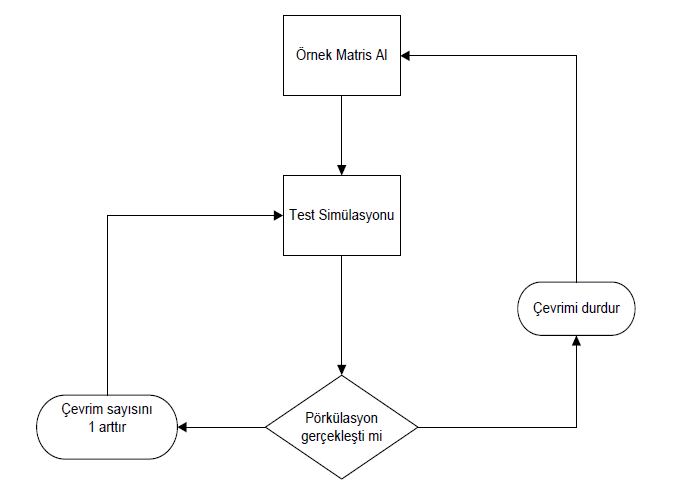 Örnek Matris Al
Test Simülasyonu
Çevrimi durdur
Pörkülasyon
gerçekleşti mi
Çevrim sayısını
1 arttır